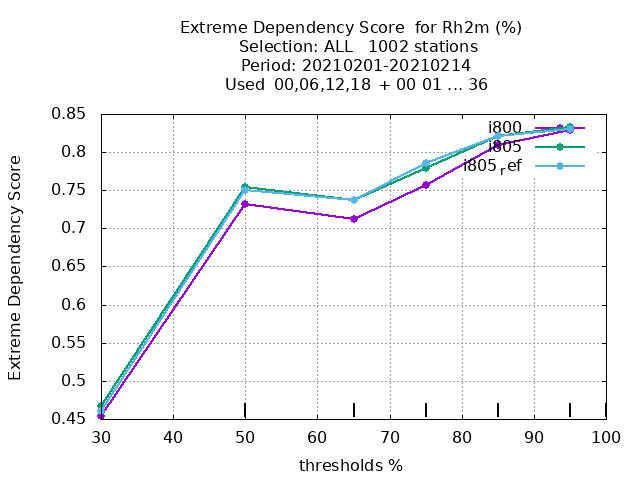 Extreme Dependency Score  for Rh2m (%)
Selection: ALL   1002 stations
Period: 20210201-20210214
Used  00,06,12,18 + 00 01 ... 36
Extreme Dependency Score
0.85
0.8
0.75
0.7
0.65
0.6
0.55
0.5
0.45
i800
i805
i805 ref
30 40 50 60 70 80 90 100
thresholds %